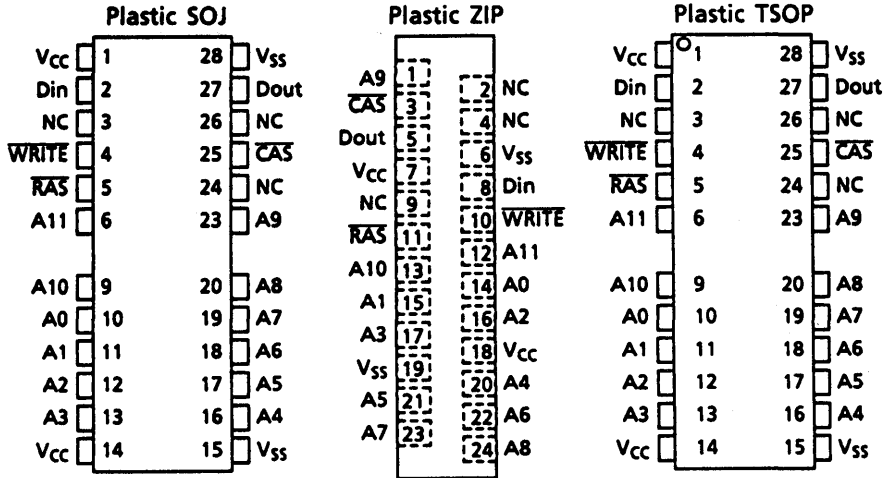 Plastic SOJ
VCC 1 28 VSS
Din 2 27 Dout
NC 3 26 NC
WRITE 4 25 CAS
RAS 5 24 NC
A11 6 23 A9
A10 9 20 A8
A0 10 19 A7
A1 11 18 A6
A2 12 17 A5
A3 13 16 A4
VCC 14 15 VSS
Plastic ZIP
A9 1
2 NC
CAS 3
4 NC
Dout 5
6 VSS
VCC 7
8 Din
NC 9
10 WRITE
RAS 11
12 A11
A10 13
14 A0
A1 15
16 A2
A3 17
18 VCC
VSS 19
20 A4
A5 21
22 A6
A7 23
24 A8
Plastic TSOP
VCC 1 28 VSS
Din 2 27 Dout
NC 3 26 NC
WRITE 4 25 CAS
RAS 5 24 NC
A11 6 23 A9
A10 9 20 A8
A0 10 19 A7
A1 11 18 A6
A2 12 17 A5
A3 13 16 A4
VCC 14 15 VSS